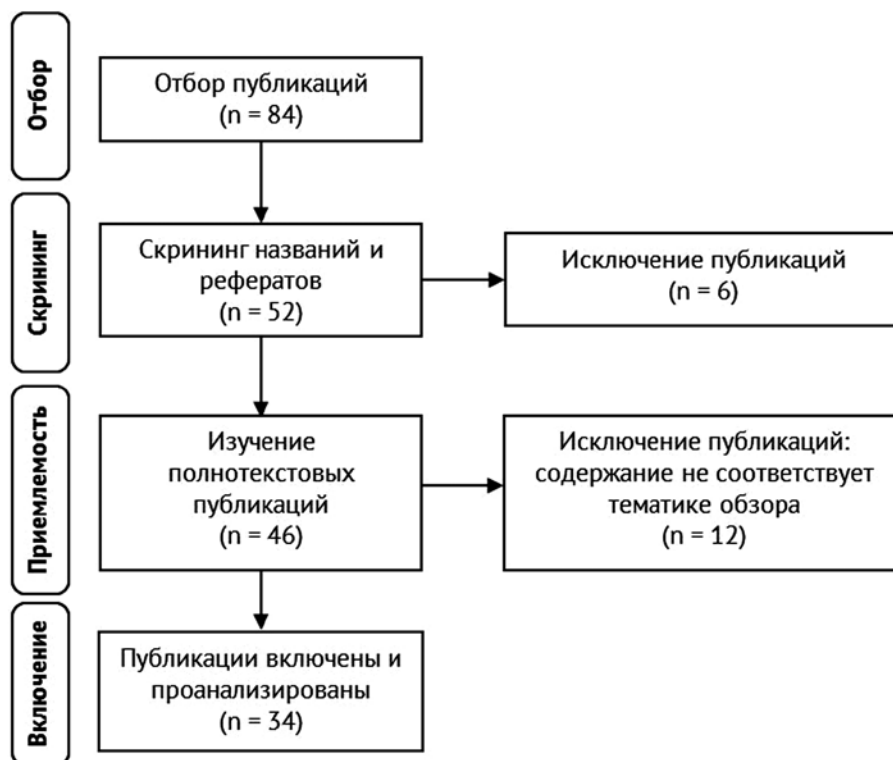 Отбор
Отбор публикаций
(n = 84)
Скрининг
Скрининг названий и
рефератов
(n = 52)
Исключение публикаций
(n = 6)
Приемлемость
Изучение
полнотекстовых
публикаций
(n = 46)
Исключение публикаций:
содержание не соответствует
тематике обзора
(n = 12)
Включение
Публикации включены и
проанализированы
(n = 34)